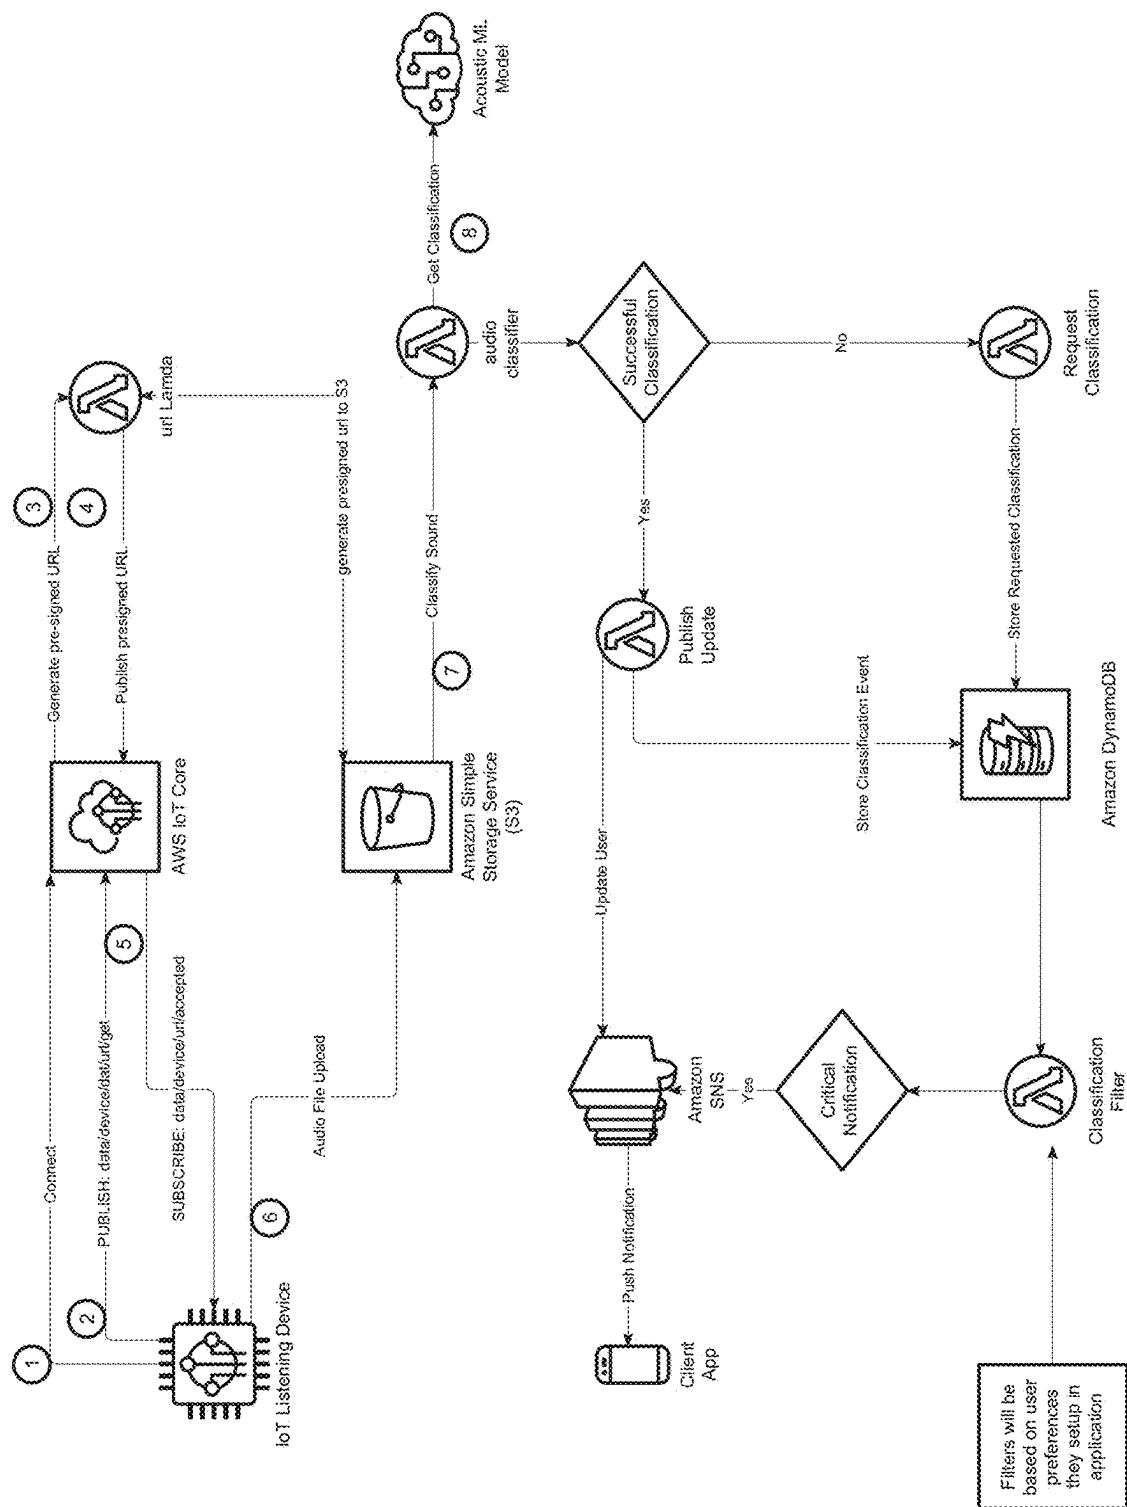 1
Connect
2
PUBLISH: data/device/dat/url/get
5
SUBSCRIBE: data/device/url/accepted
IoT Listening Device
6
Audio File Upload
AWS IoT Core
Generate pre-signed URL
3
4
Publish presigned URL
url Lamda
generate presigned url to S3
Amazon Simple
Storage Service
(S3)
7
Classify Sound
audio
classifier
Get Classification
8
Acoustic ML
Model
Successful
Classification
Yes
No
Publish
Update
Request
Classification
Update User
Store Classification Event
Store Requested Classification
Amazon DynamoDB
Amazon
SNS
Push Notification
Client
App
Yes
Critical
Notification
Classification
Filter
Filters will be
based on user
preferences
they setup in
application